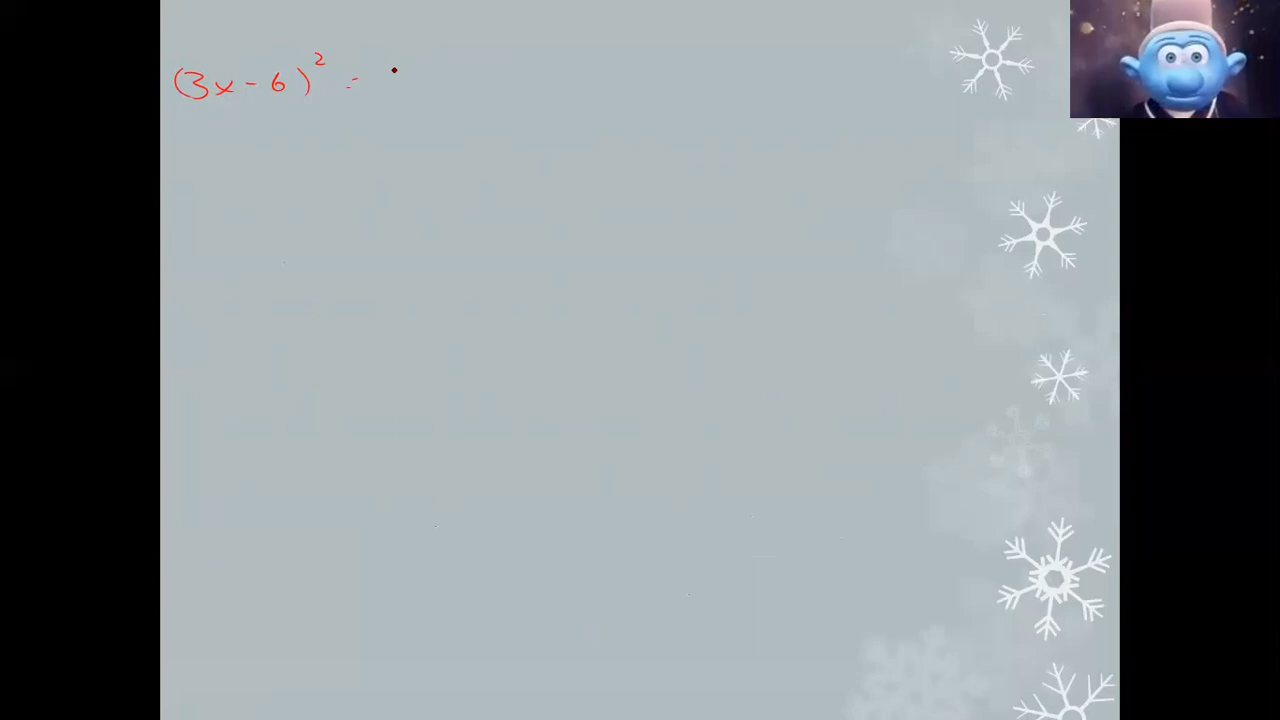 (3x - 6)² =